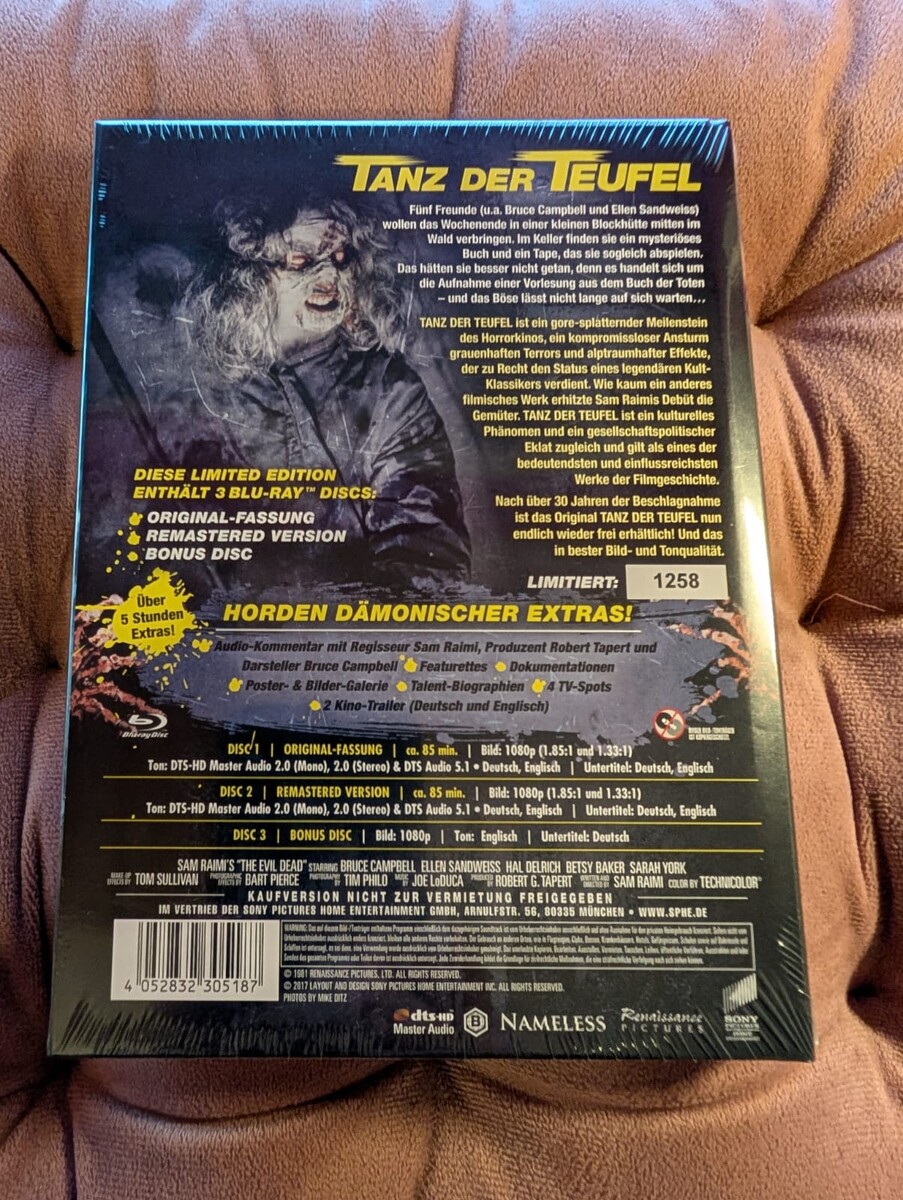 TANZ DER TEUFEL
Fünf Freunde (u.a. Bruce Campbell und Ellen Sandweiss)
wollen das Wochenende in einer kleinen Blockhütte mitten im
Wald verbringen. Im Keller finden sie ein mysteriöses
Buch und ein Tape, das sie sogleich abspielen.
Das hätten sie besser nicht getan, denn es handelt sich um
die Aufnahme einer Vorlesung aus dem Buch der Toten
– und das Böse lässt nicht lange auf sich warten...
TANZ DER TEUFEL ist ein gore-splatternder Meilenstein
des Horrorkinos, ein kompromissloser Ansturm
grauenhaften Terrors und alptraumhafter Effekte,
der zu Recht den Status eines legendären Kult-
Klassikers verdient. Wie kaum ein anderes
filmisches Werk erhitzte Sam Raimis Debüt die
Gemüter. TANZ DER TEUFEL ist ein kulturelles
Phänomen und ein gesellschaftspolitischer
Eklat zugleich und gilt als eines der
bedeutendsten und einflussreichsten
Werke der Filmgeschichte.
Nach über 30 Jahren der Beschlagnahme
ist das Original TANZ DER TEUFEL nun
endlich wieder frei erhältlich! Und das
in bester Bild- und Tonqualität.
DIESE LIMITED EDITION
ENTHÄLT 3 BLU-RAY™ DISCS:
ORIGINAL-FASSUNG
REMASTERED VERSION
BONUS DISC
LIMITIERT: 1258
Über
5 Stunden
Extras!
HORDEN DÄMONISCHER EXTRAS!
Audio-Kommentar mit Regisseur Sam Raimi, Produzent Robert Tapert und
Darsteller Bruce Campbell Featurettes Dokumentationen
Poster- & Bilder-Galerie Talent-Biographien 4 TV-Spots
2 Kino-Trailer (Deutsch und Englisch)
Blu-ray Disc
DISC 1 | ORIGINAL-FASSUNG | ca. 85 min. | Bild: 1080p (1.85:1 und 1.33:1)
Ton: DTS-HD Master Audio 2.0 (Mono), 2.0 (Stereo) & DTS Audio 5.1 • Deutsch, Englisch | Untertitel: Deutsch, Englisch
DISC 2 | REMASTERED VERSION | ca. 85 min. | Bild: 1080p (1.85:1 und 1.33:1)
Ton: DTS-HD Master Audio 2.0 (Mono), 2.0 (Stereo) & DTS Audio 5.1 • Deutsch, Englisch | Untertitel: Deutsch, Englisch
DISC 3 | BONUS DISC | Bild: 1080p | Ton: Englisch | Untertitel: Deutsch
SAM RAIMI'S "THE EVIL DEAD" STARRING BRUCE CAMPBELL ELLEN SANDWEISS HAL DELRICH BETSY BAKER SARAH YORK
MAKE-UP EFFECTS BY TOM SULLIVAN PHOTOGRAPHIC EFFECTS BY BART PIERCE PHOTOGRAPHY BY TIM PHILO MUSIC BY JOE LoDUCA PRODUCED BY ROBERT G. TAPERT WRITTEN AND DIRECTED BY SAM RAIMI COLOR BY TECHNICOLOR®
KAUFVERSION NICHT ZUR VERMIETUNG FREIGEGEBEN
IM VERTRIEB DER SONY PICTURES HOME ENTERTAINMENT GMBH, ARNULFSTR. 56, 80335 MÜNCHEN • WWW.SPHE.DE
4 052832 305187
© 1981 RENAISSANCE PICTURES, LTD. ALL RIGHTS RESERVED.
© 2017 LAYOUT AND DESIGN SONY PICTURES HOME ENTERTAINMENT INC. ALL RIGHTS RESERVED.
PHOTOS BY MIKE DITZ
dts-HD
Master Audio
B
NAMELESS
Renaissance
PICTURES
SONY
PICTURES